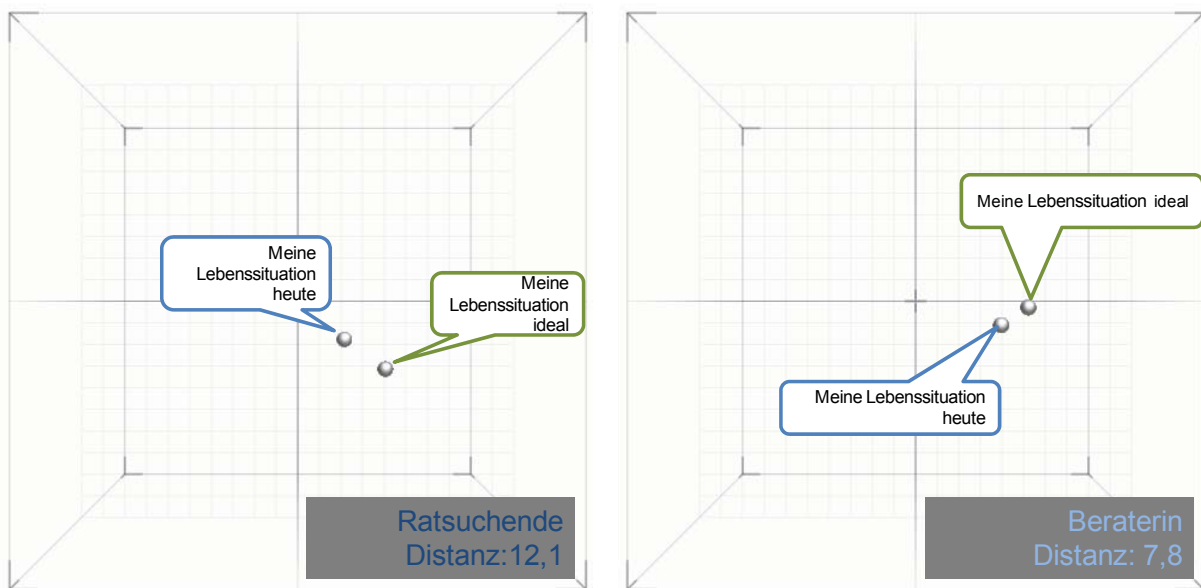 Meine
Lebenssituation
heute
Meine
Lebenssituation
ideal
Ratsuchende
Distanz:12,1
Meine Lebenssituation ideal
Meine Lebenssituation
heute
Beraterin
Distanz: 7,8